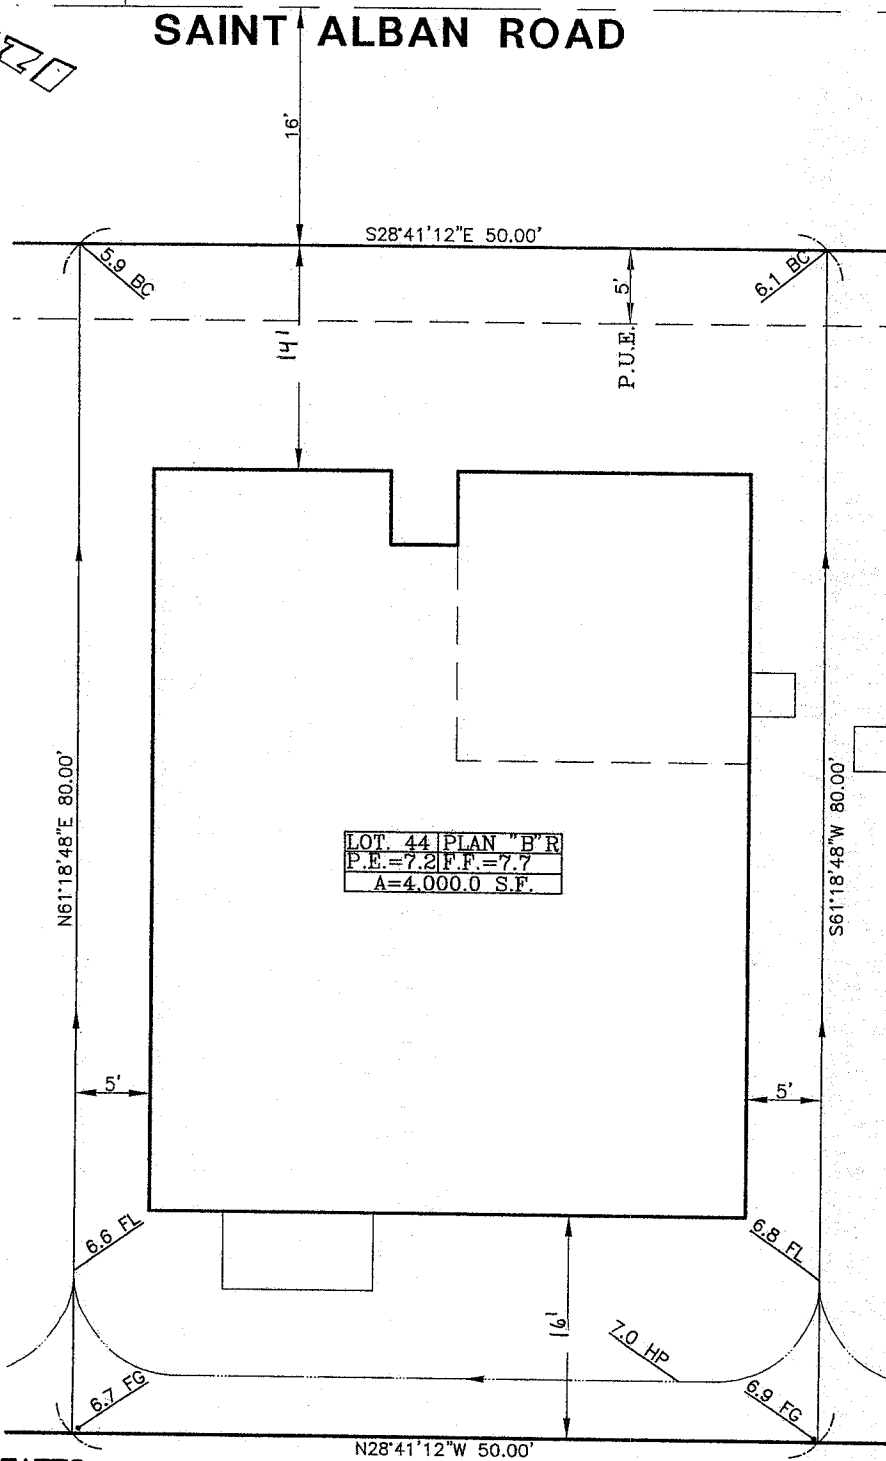 SAINT ALBAN ROAD
16'
S28°41'12"E 50.00'
5.9 BC
6.1 BC
5'
14'
P.U.E.
N61°18'48"E 80.00'
S61°18'48"W 80.00'
LOT. 44 PLAN "B"R
P.E.=7.2 F.F.=7.7
A=4,000.0 S.F.
5'
5'
6.6 FL
6.8 FL
16'
7.0 HP
6.7 FG
6.9 FG
N28°41'12"W 50.00'